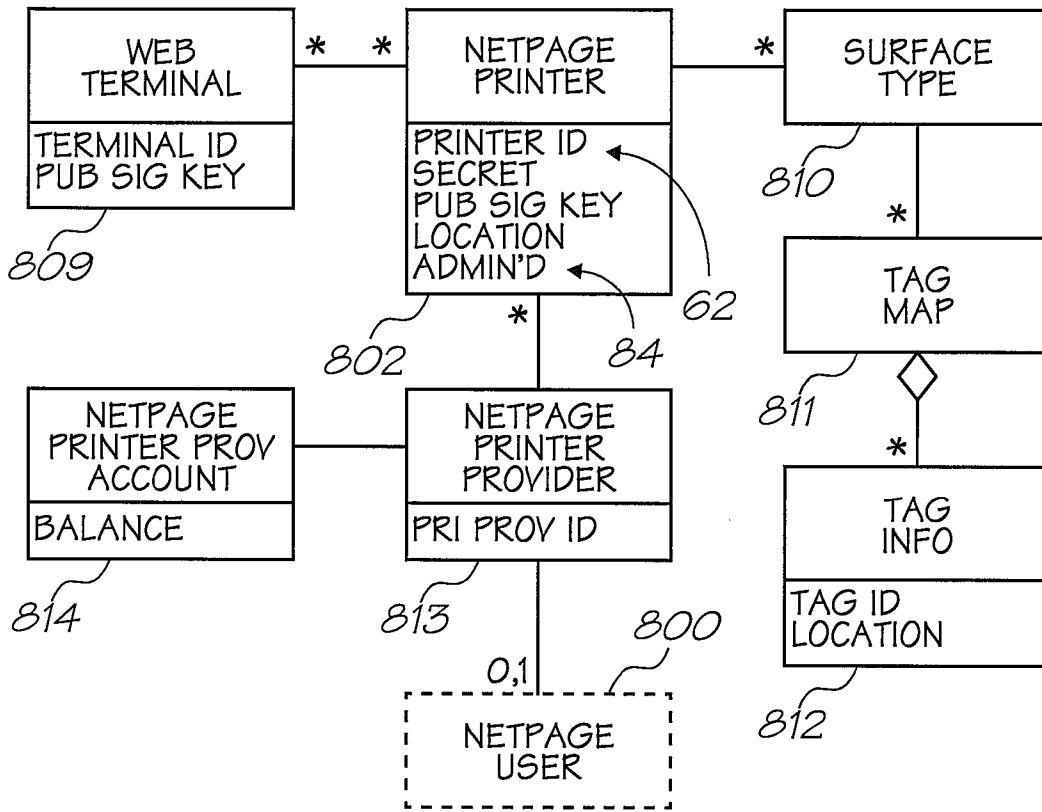 WEB
TERMINAL
TERMINAL ID
PUB SIG KEY
809
* *
NETPAGE
PRINTER
PRINTER ID
SECRET
PUB SIG KEY
LOCATION
ADMIN'D
62
84
802
*
*
SURFACE
TYPE
810
*
TAG
MAP
811
*
TAG
INFO
TAG ID
LOCATION
812
NETPAGE
PRINTER PROV
ACCOUNT
BALANCE
814
NETPAGE
PRINTER
PROVIDER
PRI PROV ID
813
800
0,1
NETPAGE
USER